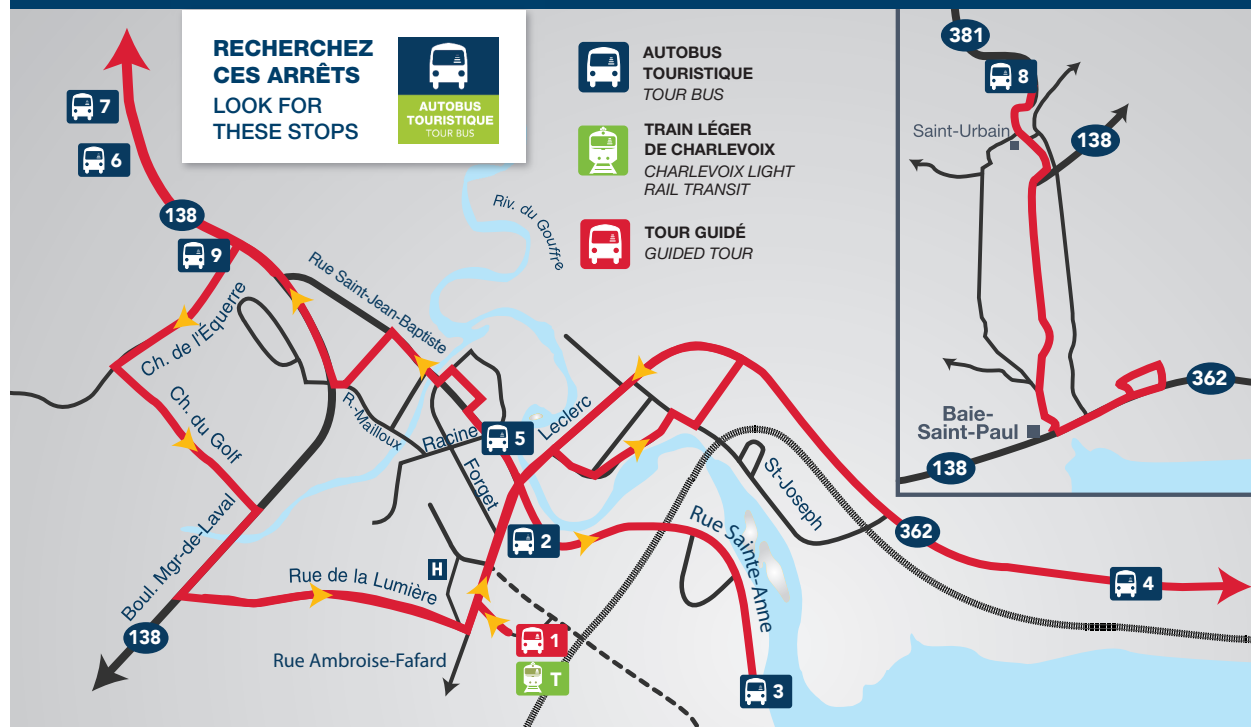 RECHERCHEZ
CES ARRÊTS
LOOK FOR
THESE STOPS
AUTOBUS
TOURISTIQUE
TOUR BUS
AUTOBUS
TOURISTIQUE
TOUR BUS
TRAIN LÉGER
DE CHARLEVOIX
CHARLEVOIX LIGHT
RAIL TRANSIT
TOUR GUIDÉ
GUIDED TOUR
7
6
138
9
Riv. du Gouffre
Rue Saint-Jean-Baptiste
Ch. de l'Équerre
Ch. du Golf
R.-Mailloux
Racine
5
Leclerc
Forget
St-Joseph
2
Rue Sainte-Anne
362
4
H
Boul. Mgr-de-Laval
Rue de la Lumière
138
1
Rue Ambroise-Fafard
T
3
381
8
Saint-Urbain
138
362
Baie-
Saint-Paul
138